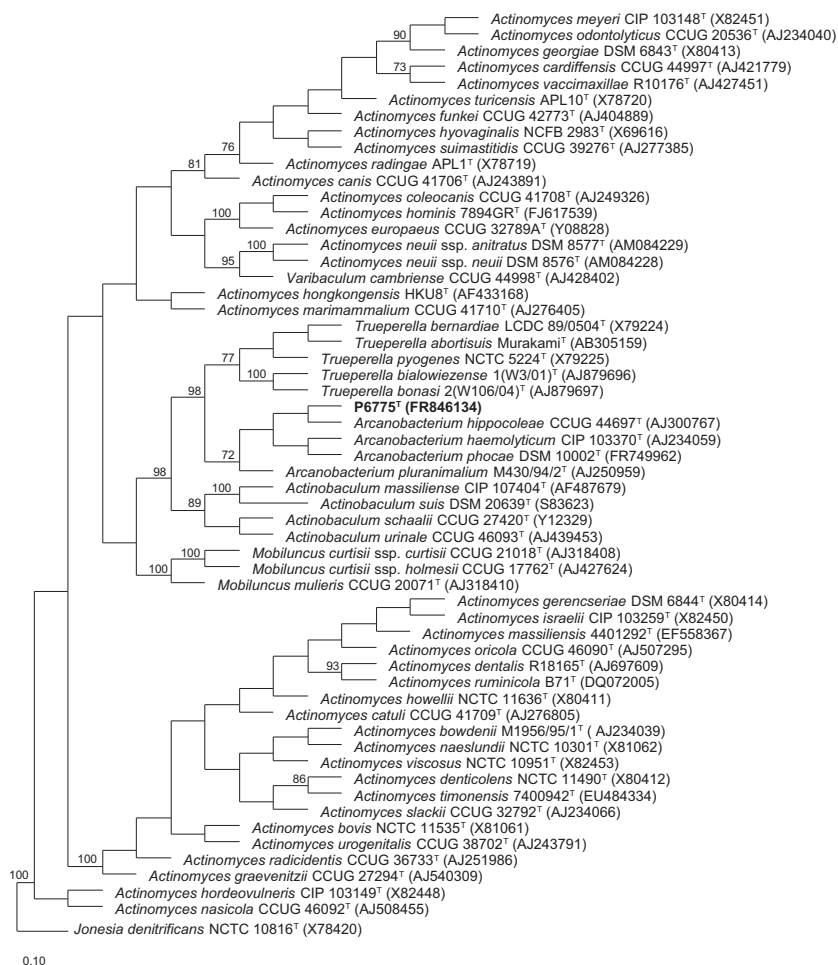 Actinomyces meyeri CIP 103148ᵀ (X82451)
90
Actinomyces odontolyticus CCUG 20536ᵀ (AJ234040)
Actinomyces georgiae DSM 6843ᵀ (X80413)
73
Actinomyces cardiffensis CCUG 44997ᵀ (AJ421779)
Actinomyces vaccimaxillae R10176ᵀ (AJ427451)
Actinomyces turicensis APL10ᵀ (X78720)
Actinomyces funkei CCUG 42773ᵀ (AJ404889)
Actinomyces hyovaginalis NCFB 2983ᵀ (X69616)
76
Actinomyces suimastitidis CCUG 39276ᵀ (AJ277385)
81
Actinomyces radingae APL1ᵀ (X78719)
Actinomyces canis CCUG 41706ᵀ (AJ243891)
Actinomyces coleocanis CCUG 41708ᵀ (AJ249326)
100
Actinomyces hominis 7894GRᵀ (FJ617539)
Actinomyces europaeus CCUG 32789Aᵀ (Y08828)
100
Actinomyces neuii ssp. anitratus DSM 8577ᵀ (AM084229)
95
Actinomyces neuii ssp. neuii DSM 8576ᵀ (AM084228)
Varibaculum cambriense CCUG 44998ᵀ (AJ428402)
Actinomyces hongkongensis HKU8ᵀ (AF433168)
Actinomyces marimammalium CCUG 41710ᵀ (AJ276405)
Trueperella bernardiae LCDC 89/0504ᵀ (X79224)
Trueperella abortisuis Murakamiᵀ (AB305159)
77
Trueperella pyogenes NCTC 5224ᵀ (X79225)
100
Trueperella bialowiezense 1(W3/01)ᵀ (AJ879696)
98
Trueperella bonasi 2(W106/04)ᵀ (AJ879697)
P6775ᵀ (FR846134)
Arcanobacterium hippocoleae CCUG 44697ᵀ (AJ300767)
Arcanobacterium haemolyticum CIP 103370ᵀ (AJ234059)
72
Arcanobacterium phocae DSM 10002ᵀ (FR749962)
98
Arcanobacterium pluranimalium M430/94/2ᵀ (AJ250959)
100
Actinobaculum massiliense CIP 107404ᵀ (AF487679)
89
Actinobaculum suis DSM 20639ᵀ (S83623)
Actinobaculum schaalii CCUG 27420ᵀ (Y12329)
Actinobaculum urinale CCUG 46093ᵀ (AJ439453)
100
Mobiluncus curtisii ssp. curtisii CCUG 21018ᵀ (AJ318408)
100
Mobiluncus curtisii ssp. holmesii CCUG 17762ᵀ (AJ427624)
Mobiluncus mulieris CCUG 20071ᵀ (AJ318410)
Actinomyces gerencseriae DSM 6844ᵀ (X80414)
Actinomyces israelii CIP 103259ᵀ (X82450)
Actinomyces massiliensis 4401292ᵀ (EF558367)
Actinomyces oricola CCUG 46090ᵀ (AJ507295)
93
Actinomyces dentalis R18165ᵀ (AJ697609)
Actinomyces ruminicola B71ᵀ (DQ072005)
Actinomyces howellii NCTC 11636ᵀ (X80411)
Actinomyces catuli CCUG 41709ᵀ (AJ276805)
Actinomyces bowdenii M1956/95/1ᵀ ( AJ234039)
Actinomyces naeslundii NCTC 10301ᵀ (X81062)
Actinomyces viscosus NCTC 10951ᵀ (X82453)
86
Actinomyces denticolens NCTC 11490ᵀ (X80412)
Actinomyces timonensis 7400942ᵀ (EU484334)
Actinomyces slackii CCUG 32792ᵀ (AJ234066)
Actinomyces bovis NCTC 11535ᵀ (X81061)
Actinomyces urogenitalis CCUG 38702ᵀ (AJ243791)
100
Actinomyces radicidentis CCUG 36733ᵀ (AJ251986)
Actinomyces graevenitzii CCUG 27294ᵀ (AJ540309)
100
Actinomyces hordeovulneris CIP 103149ᵀ (X82448)
Actinomyces nasicola CCUG 46092ᵀ (AJ508455)
Jonesia denitrificans NCTC 10816ᵀ (X78420)
0.10